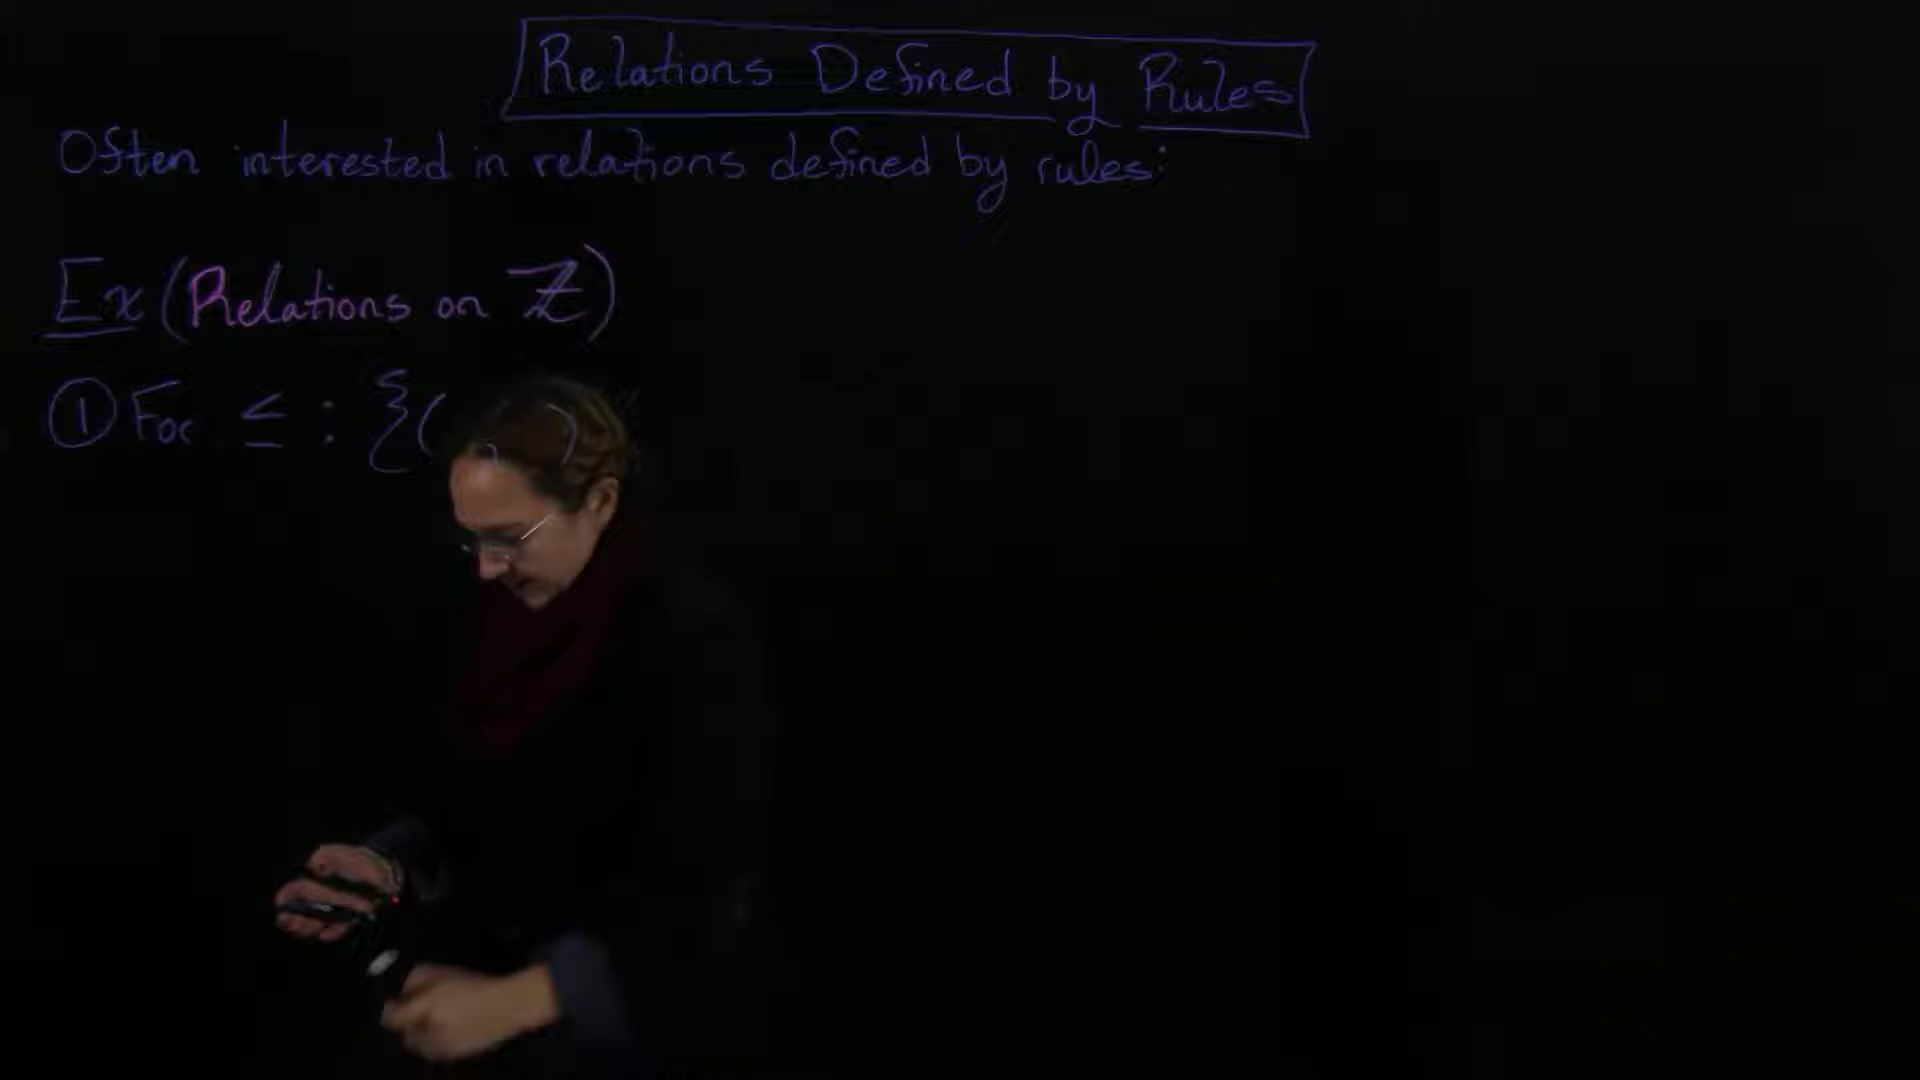 Relations Defined by Rules
Often interested in relations defined by rules:
Ex (Relations on ℤ)
① For ≤ : {( , )